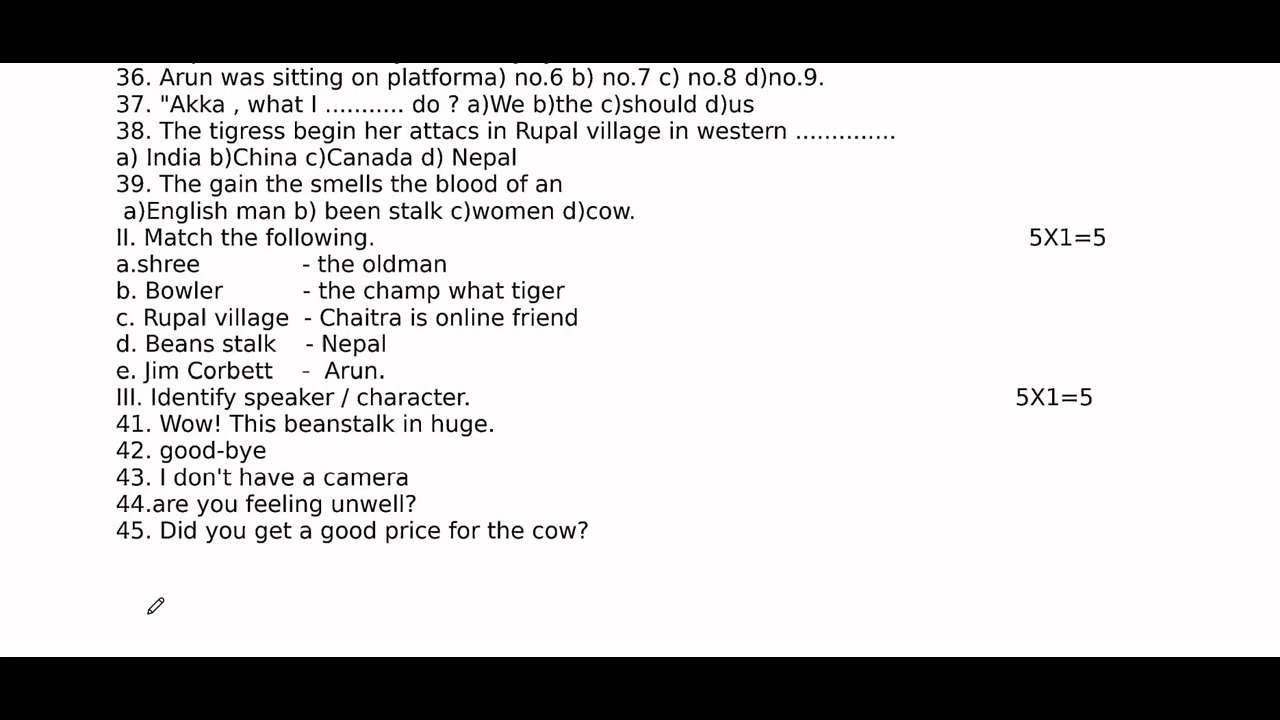 36. Arun was sitting on platforma) no.6 b) no.7 c) no.8 d)no.9.
37. "Akka , what I ........... do ? a)We b)the c)should d)us
38. The tigress begin her attacs in Rupal village in western ..............
a) India b)China c)Canada d) Nepal
39. The gain the smells the blood of an
a)English man b) been stalk c)women d)cow.
II. Match the following. 5X1=5
a.shree - the oldman
b. Bowler - the champ what tiger
c. Rupal village - Chaitra is online friend
d. Beans stalk - Nepal
e. Jim Corbett - Arun.
III. Identify speaker / character. 5X1=5
41. Wow! This beanstalk in huge.
42. good-bye
43. I don't have a camera
44.are you feeling unwell?
45. Did you get a good price for the cow?